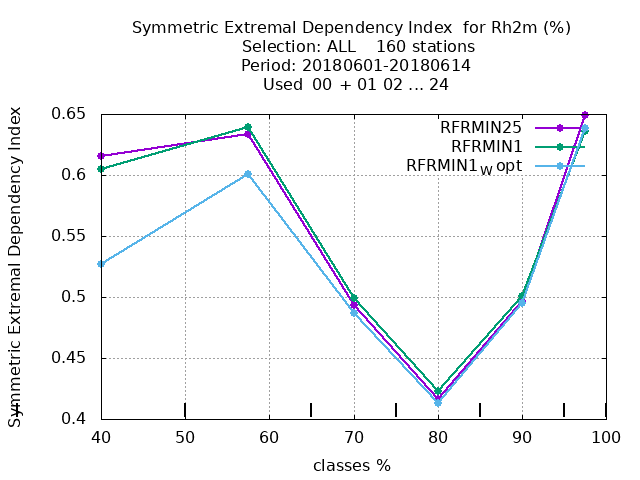 Symmetric Extremal Dependency Index  for Rh2m (%)
Selection: ALL    160 stations
Period: 20180601-20180614
Used  00  + 01 02 ... 24
Symmetric Extremal Dependency Index
0.65
0.6
0.55
0.5
0.45
0.4
RFRMIN25
RFRMIN1
RFRMIN1w opt
40 50 60 70 80 90 100
classes %